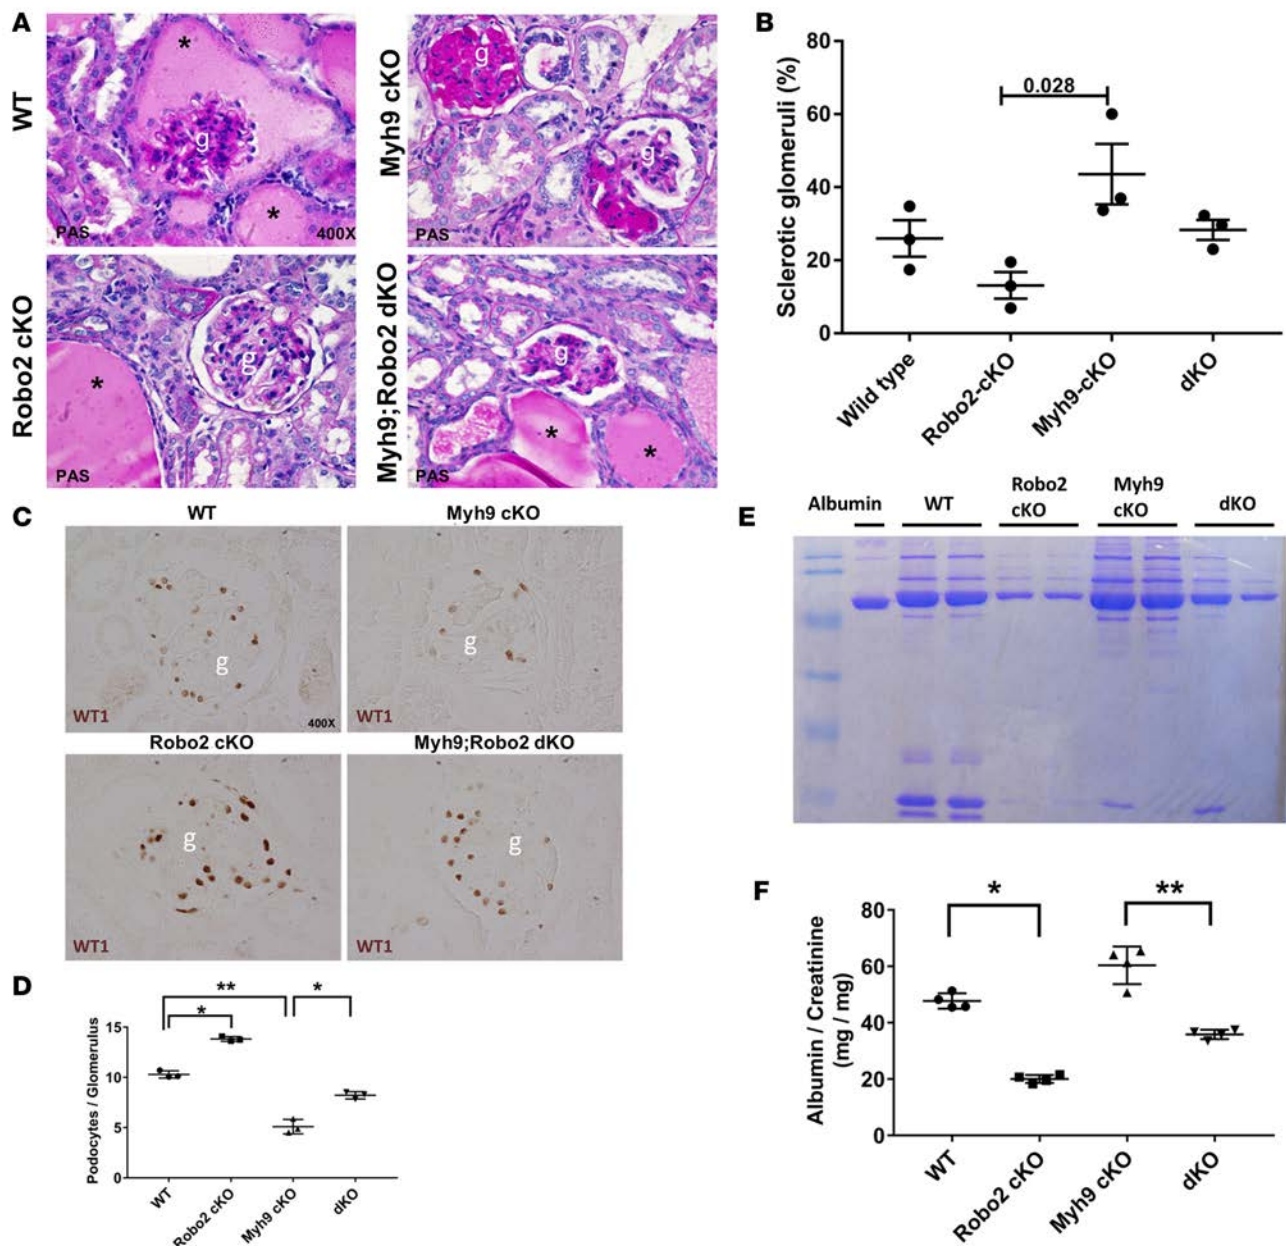 A
WT
*
g
*
PAS
400X
Myh9 cKO
g
g
PAS
Robo2 cKO
*
g
PAS
Myh9;Robo2 dKO
g
*
*
PAS
B
Sclerotic glomeruli (%)
80
60
40
20
0
0.028
Wild type
Robo2-cKO
Myh9-cKO
dKO
C
WT
g
WT1
400X
Myh9 cKO
g
WT1
Robo2 cKO
g
WT1
Myh9;Robo2 dKO
g
WT1
D
Podocytes / Glomerulus
15
10
5
0
**
*
*
WT
Robo2 cKO
Myh9 cKO
dKO
E
Albumin
WT
Robo2
cKO
Myh9
cKO
dKO
F
Albumin / Creatinine
(mg / mg)
80
60
40
20
0
*
**
WT
Robo2 cKO
Myh9 cKO
dKO